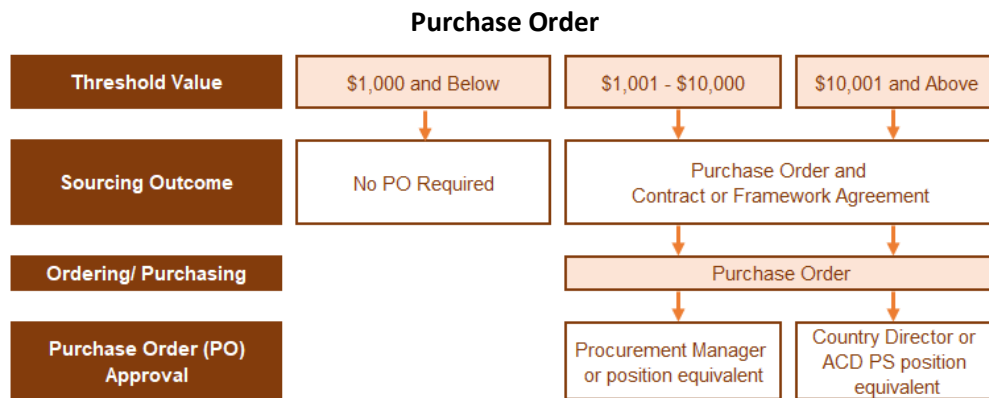 Purchase Order
Threshold Value
$1,000 and Below
$1,001 - $10,000
$10,001 and Above
Sourcing Outcome
No PO Required
Purchase Order and
Contract or Framework Agreement
Ordering/ Purchasing
Purchase Order
Purchase Order (PO)
Approval
Procurement Manager
or position equivalent
Country Director or
ACD PS position
equivalent